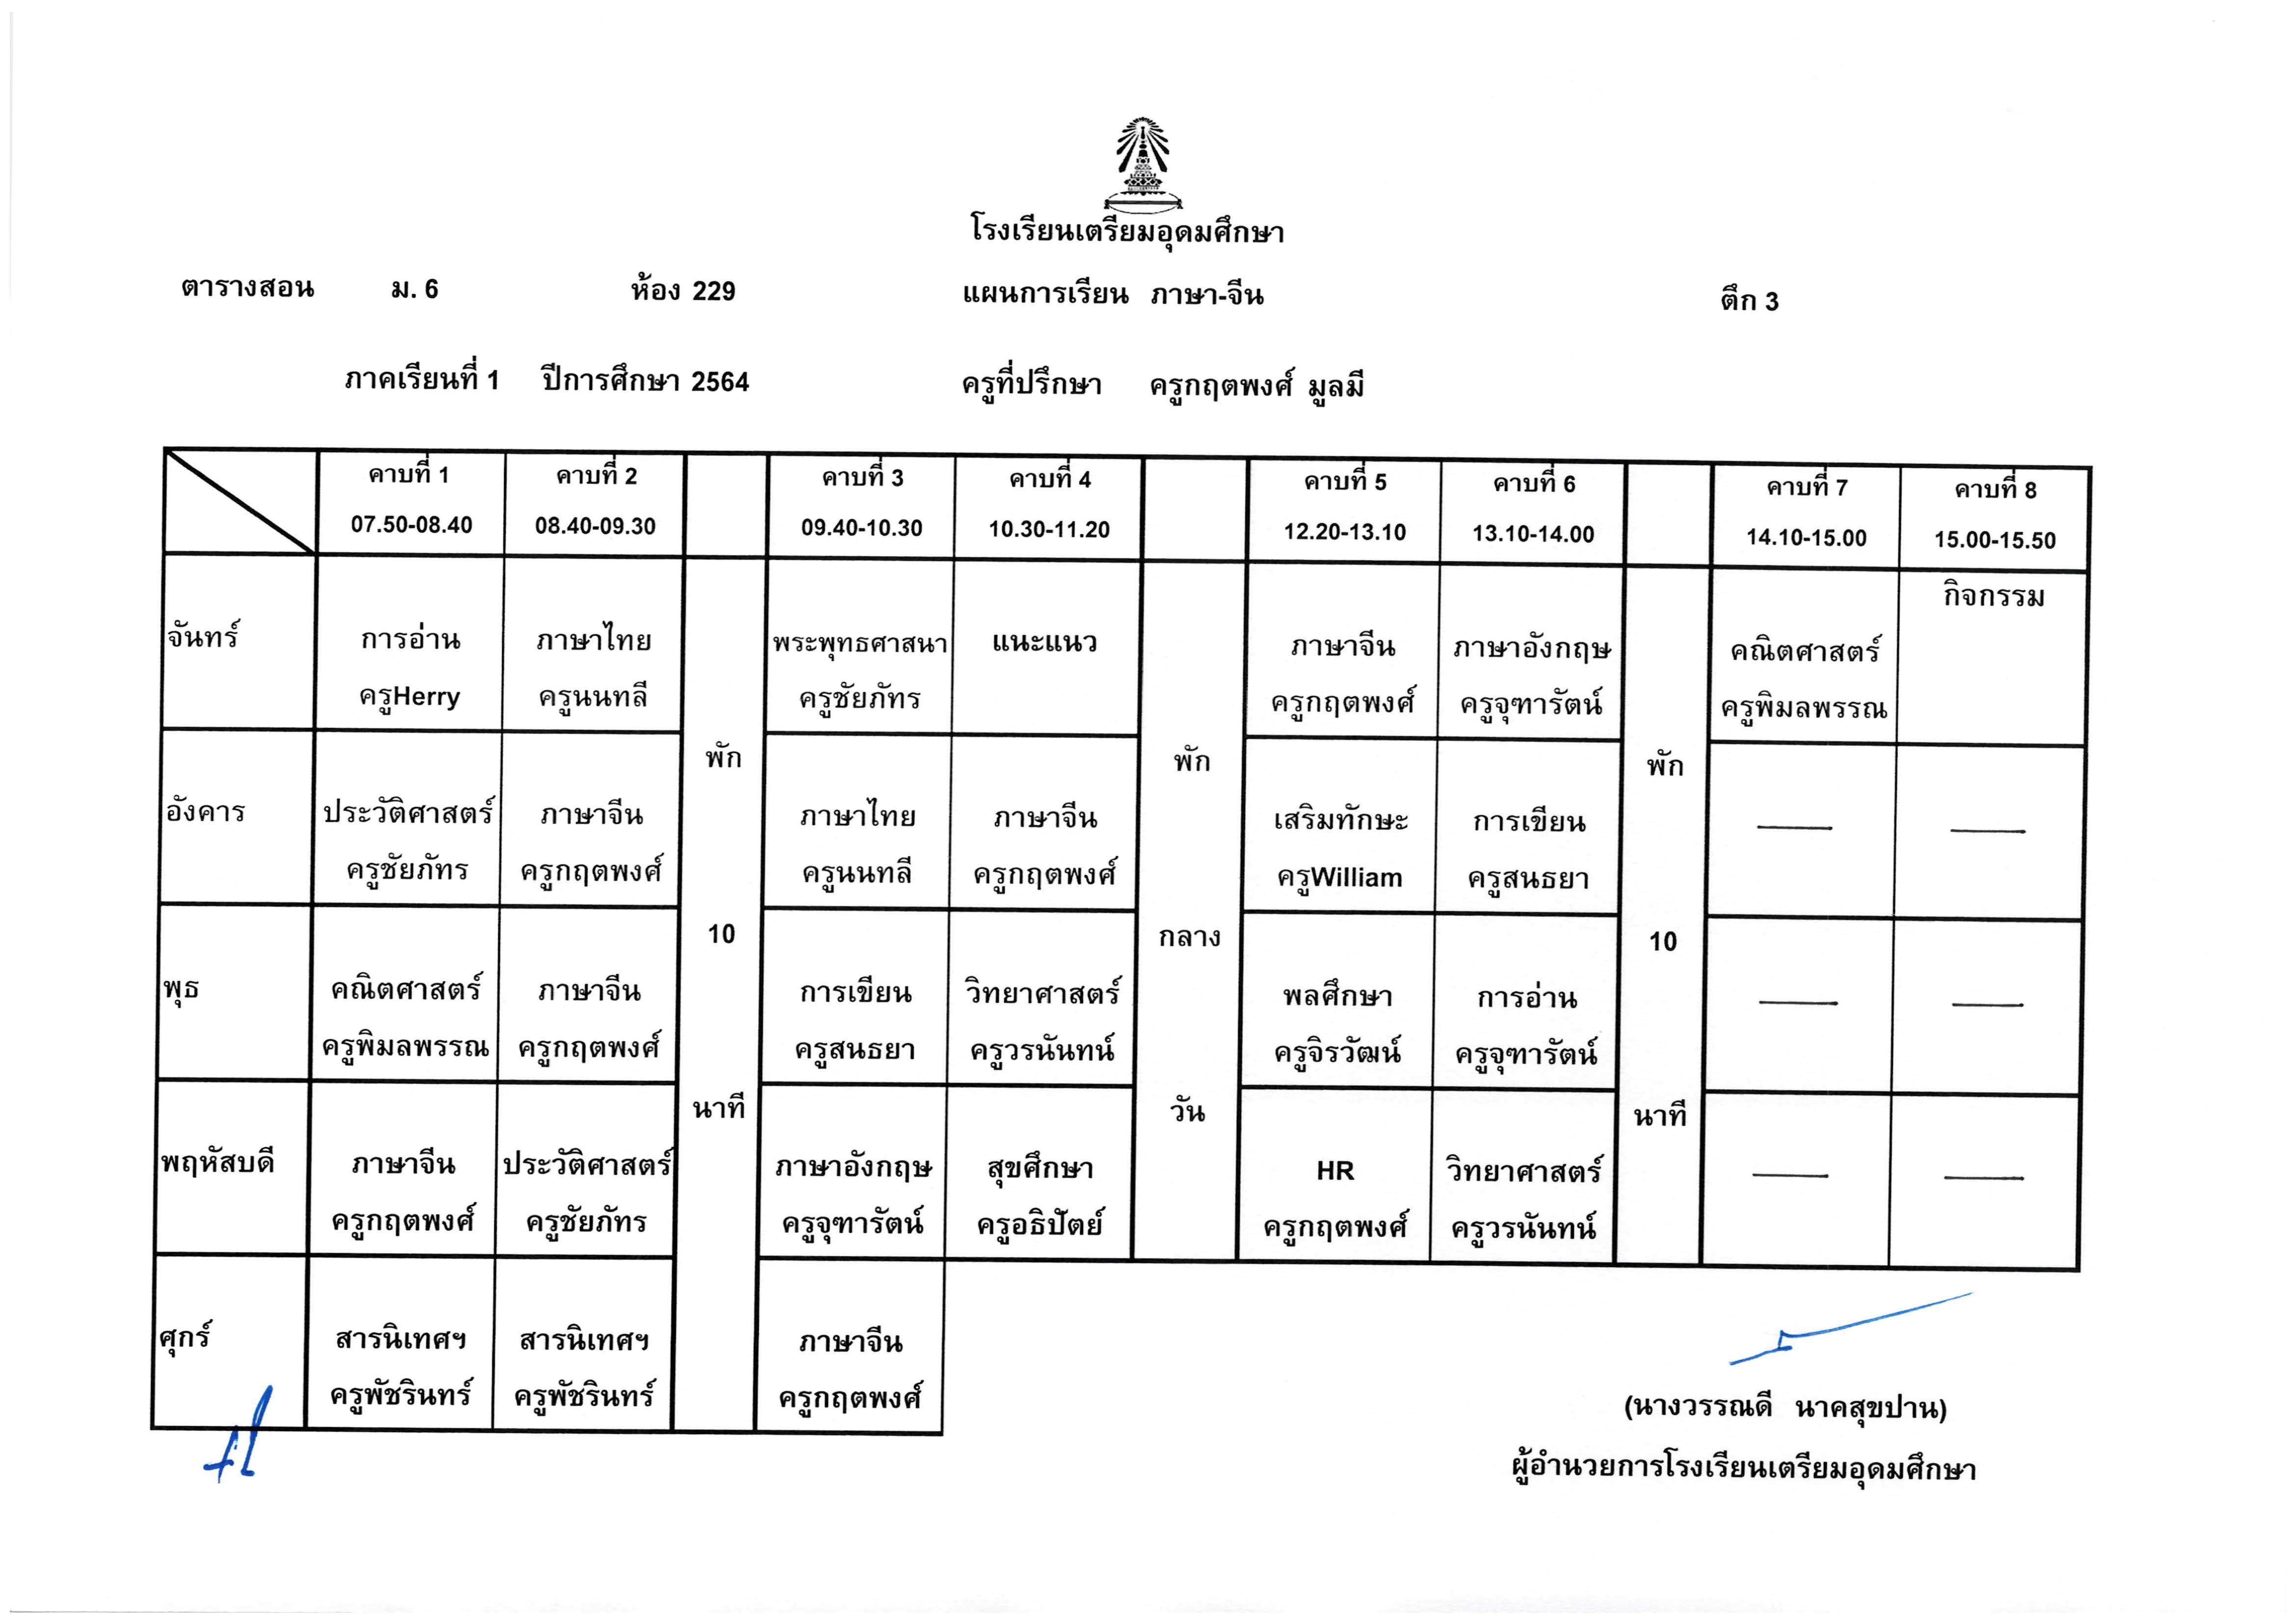 โรงเรียนเตรียมอุดมศึกษา
ตารางสอน ม. 6 ห้อง 229 แผนการเรียน ภาษา-จีน ตึก 3
ภาคเรียนที่ 1 ปีการศึกษา 2564 ครูที่ปรึกษา ครูกฤตพงศ์ มูลมี
คาบที่ 1 คาบที่ 2 คาบที่ 3 คาบที่ 4 คาบที่ 5 คาบที่ 6 คาบที่ 7 คาบที่ 8
07.50-08.40 08.40-09.30 09.40-10.30 10.30-11.20 12.20-13.10 13.10-14.00 14.10-15.00 15.00-15.50
จันทร์ การอ่าน ภาษาไทย พระพุทธศาสนา แนะแนว ภาษาจีน ภาษาอังกฤษ คณิตศาสตร์ กิจกรรม
ครูHerry ครูนนทลี ครูชัยภัทร ครูกฤตพงศ์ ครูจุฑารัตน์ ครูพิมลพรรณ
พัก พัก พัก
อังคาร ประวัติศาสตร์ ภาษาจีน ภาษาไทย ภาษาจีน เสริมทักษะ การเขียน
ครูชัยภัทร ครูกฤตพงศ์ ครูนนทลี ครูกฤตพงศ์ ครูWilliam ครูสนธยา
10 กลาง 10
พุธ คณิตศาสตร์ ภาษาจีน การเขียน วิทยาศาสตร์ พลศึกษา การอ่าน
ครูพิมลพรรณ ครูกฤตพงศ์ ครูสนธยา ครูวรนันทน์ ครูจิรวัฒน์ ครูจุฑารัตน์
นาที วัน นาที
พฤหัสบดี ภาษาจีน ประวัติศาสตร์ ภาษาอังกฤษ สุขศึกษา HR วิทยาศาสตร์
ครูกฤตพงศ์ ครูชัยภัทร ครูจุฑารัตน์ ครูอธิปัตย์ ครูกฤตพงศ์ ครูวรนันทน์
ศุกร์ สารนิเทศฯ สารนิเทศฯ ภาษาจีน
ครูพัชรินทร์ ครูพัชรินทร์ ครูกฤตพงศ์
(นางวรรณดี นาคสุขปาน)
ผู้อำนวยการโรงเรียนเตรียมอุดมศึกษา